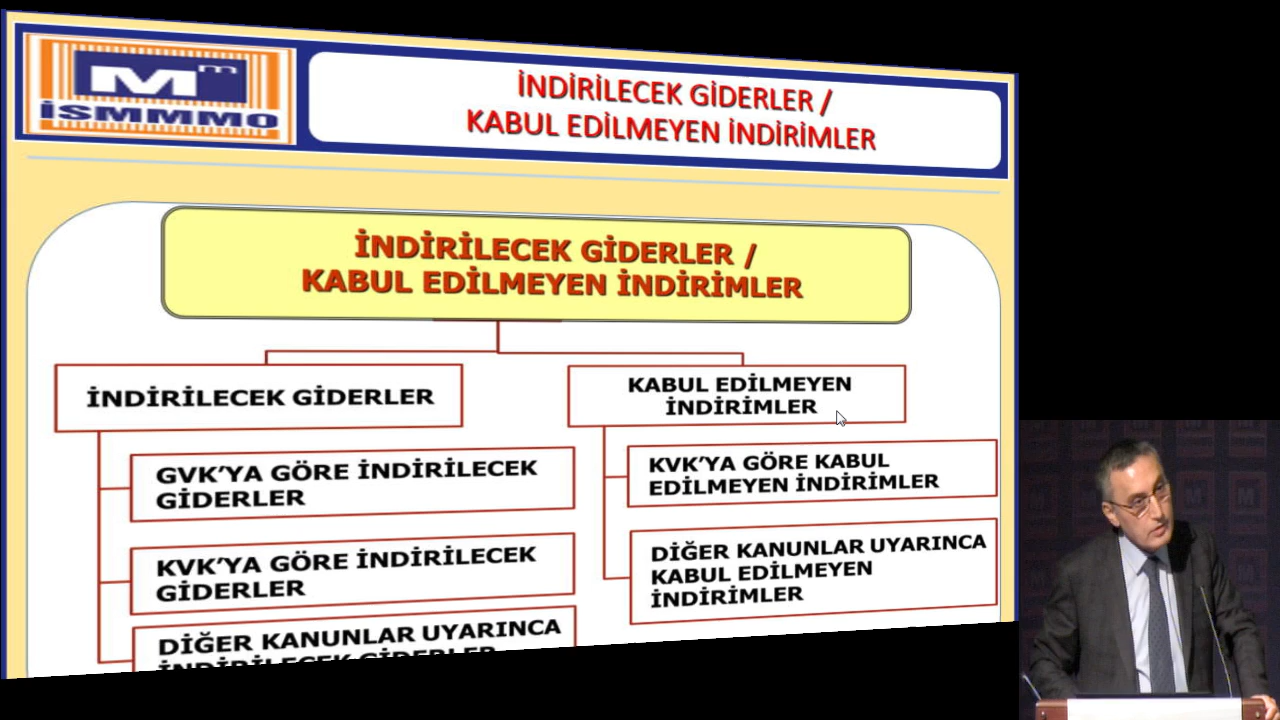 Mm
İSMMMO
İNDİRİLECEK GİDERLER /
KABUL EDİLMEYEN İNDİRİMLER
İNDİRİLECEK GİDERLER /
KABUL EDİLMEYEN İNDİRİMLER
İNDİRİLECEK GİDERLER
GVK'YA GÖRE İNDİRİLECEK
GİDERLER
KVK'YA GÖRE İNDİRİLECEK
GİDERLER
DİĞER KANUNLAR UYARINCA
İNDİRİLECEK GİDERLER
KABUL EDİLMEYEN
İNDİRİMLER
KVK'YA GÖRE KABUL
EDİLMEYEN İNDİRİMLER
DİĞER KANUNLAR UYARINCA
KABUL EDİLMEYEN
İNDİRİMLER